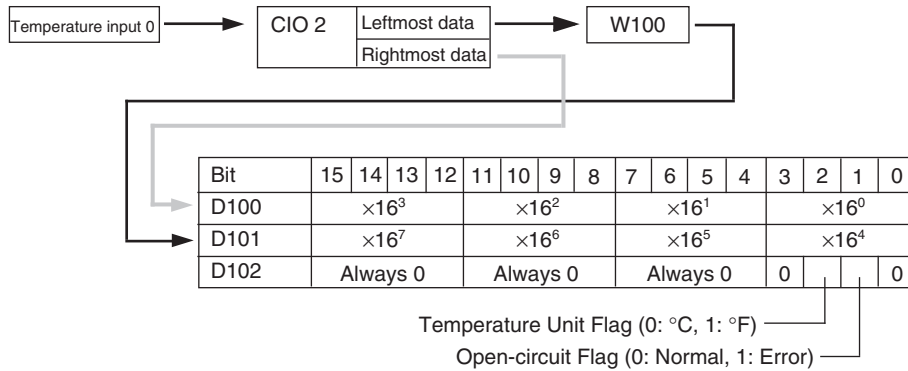 Temperature input 0
CIO 2
Leftmost data
Rightmost data
W100
Bit 15 14 13 12 11 10 9 8 7 6 5 4 3 2 1 0
D100 ×16³ ×16² ×16¹ ×16⁰
D101 ×16⁷ ×16⁶ ×16⁵ ×16⁴
D102 Always 0 Always 0 Always 0 0 0
Temperature Unit Flag (0: °C, 1: °F)
Open-circuit Flag (0: Normal, 1: Error)